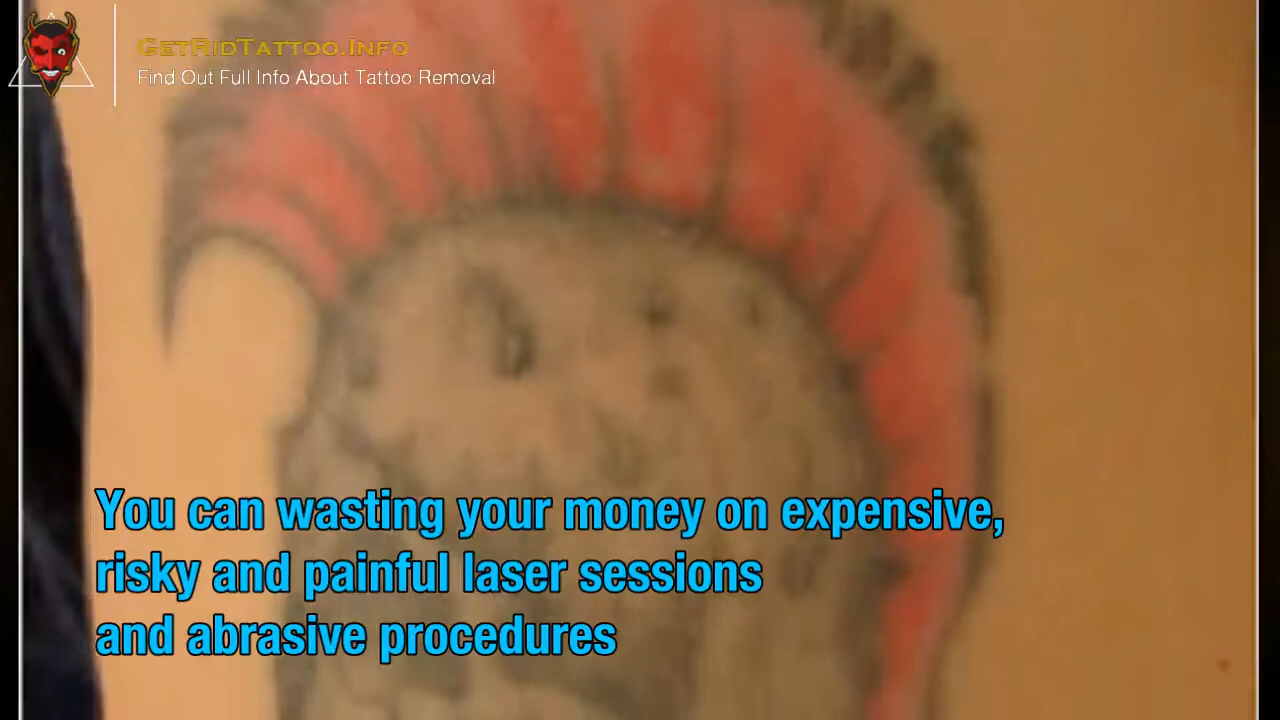 GetRidTattoo.Info
Find Out Full Info About Tattoo Removal
You can wasting your money on expensive,
risky and painful laser sessions
and abrasive procedures